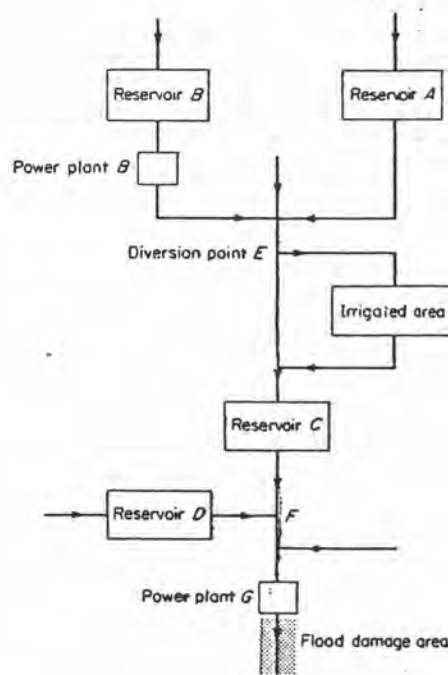 Reservoir B
Reservoir A
Power plant B
Diversion point E
Irrigated area
Reservoir C
Reservoir D
F
Power plant G
Flood damage area